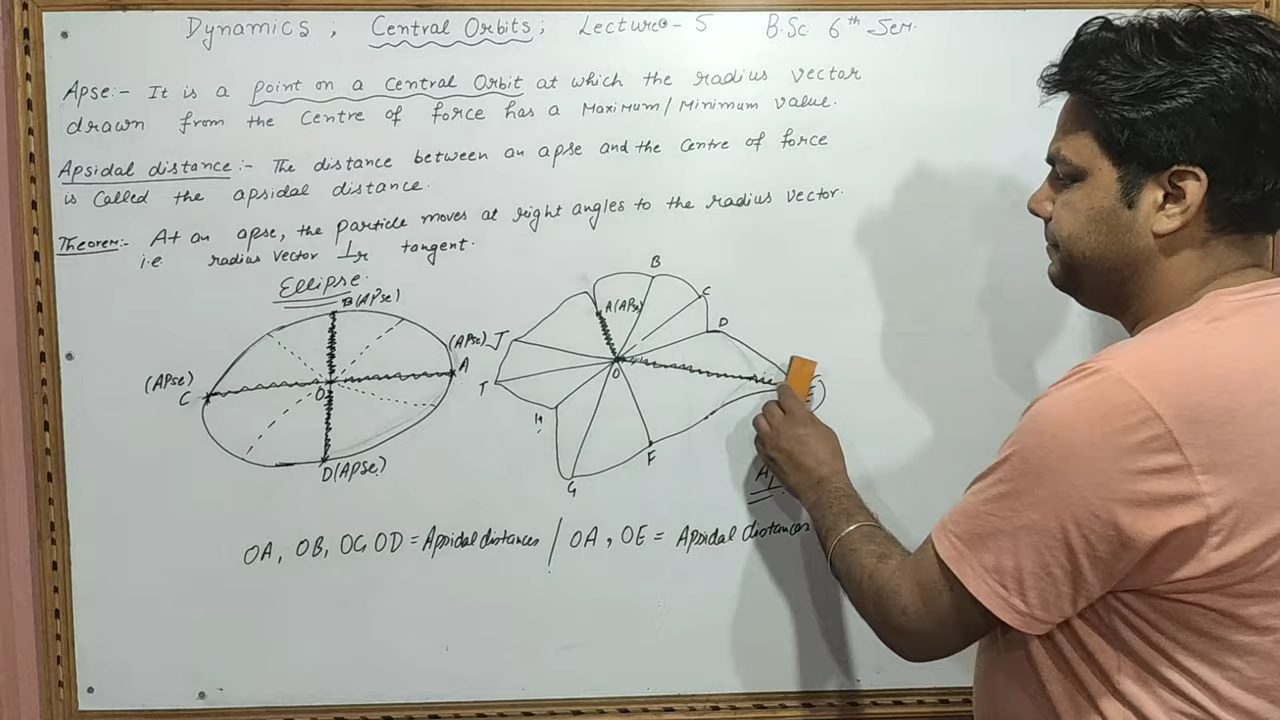 Dynamics ; Central Orbits ; Lecture - 5 B.Sc. 6th Sem.
Apse:- It is a point on a Central Orbit at which the radius vector
drawn from the Centre of force has a Maximum/Minimum value.
Apsidal distance:- The distance between an apse and the Centre of force
is Called the apsidal distance.
Theorem:- At an apse, the particle moves at right angles to the radius vector.
i.e radius vector ⊥r tangent.
Ellipse
B(APse)
(APse)
A
(APse)
C
O
D(APse)
B
A(APse)
C
D
J
O
T
H
F
G
OA, OB, OC, OD = Apsidal distances / OA, OE = Apsidal distances